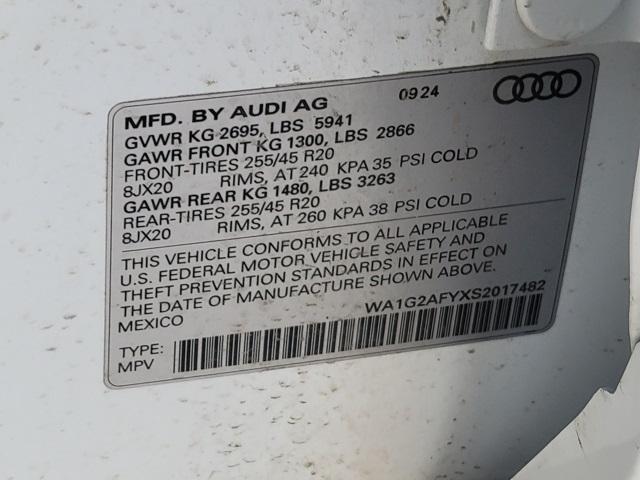 MFD. BY AUDI AG 09 24
GVWR KG 2695, LBS 5941
GAWR FRONT KG 1300, LBS 2866
FRONT-TIRES 255/45 R20
8JX20 RIMS, AT 240 KPA 35 PSI COLD
GAWR REAR KG 1480, LBS 3263
REAR-TIRES 255/45 R20
8JX20 RIMS, AT 260 KPA 38 PSI COLD
THIS VEHICLE CONFORMS TO ALL APPLICABLE
U.S. FEDERAL MOTOR VEHICLE SAFETY AND
THEFT PREVENTION STANDARDS IN EFFECT ON
THE DATE OF MANUFACTURE SHOWN ABOVE.
MEXICO WA1G2AFYXS2017482
TYPE:
MPV